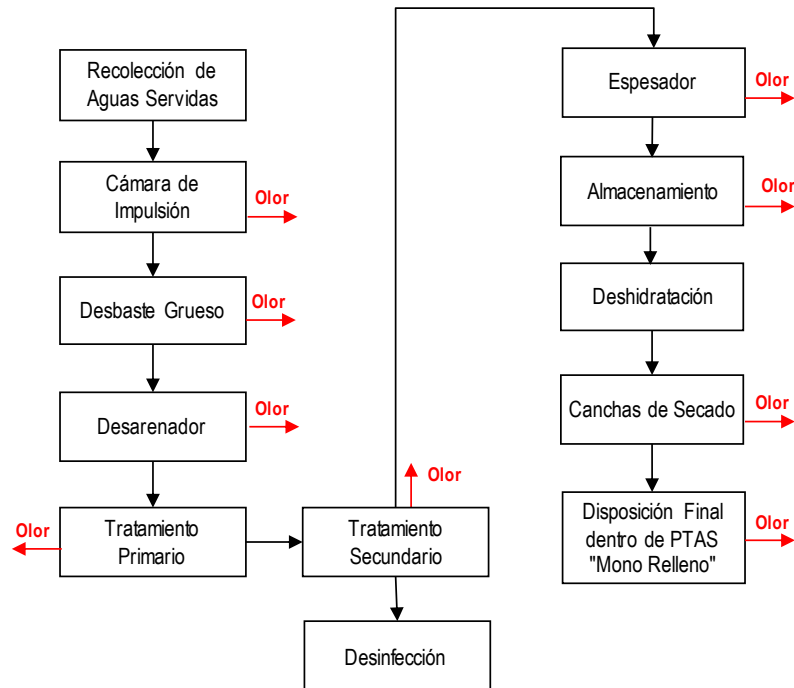 Recolección de
Aguas Servidas
Cámara de
Impulsión
Olor
Desbaste Grueso
Olor
Desarenador
Olor
Tratamiento
Primario
Olor
Tratamiento
Secundario
Olor
Desinfección
Espesador
Olor
Almacenamiento
Olor
Deshidratación
Canchas de Secado
Olor
Disposición Final
dentro de PTAS
"Mono Relleno"
Olor